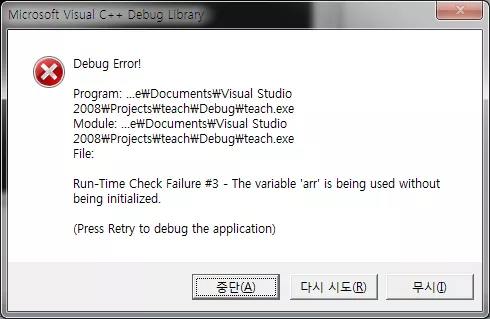 Microsoft Visual C++ Debug Library
Debug Error!
Program: ...e₩Documents₩Visual Studio
2008₩Projects₩teach₩Debug₩teach.exe
Module: ...e₩Documents₩Visual Studio
2008₩Projects₩teach₩Debug₩teach.exe
File:
Run-Time Check Failure #3 - The variable 'arr' is being used without
being initialized.
(Press Retry to debug the application)
중단(A)
다시 시도(R)
무시(I)